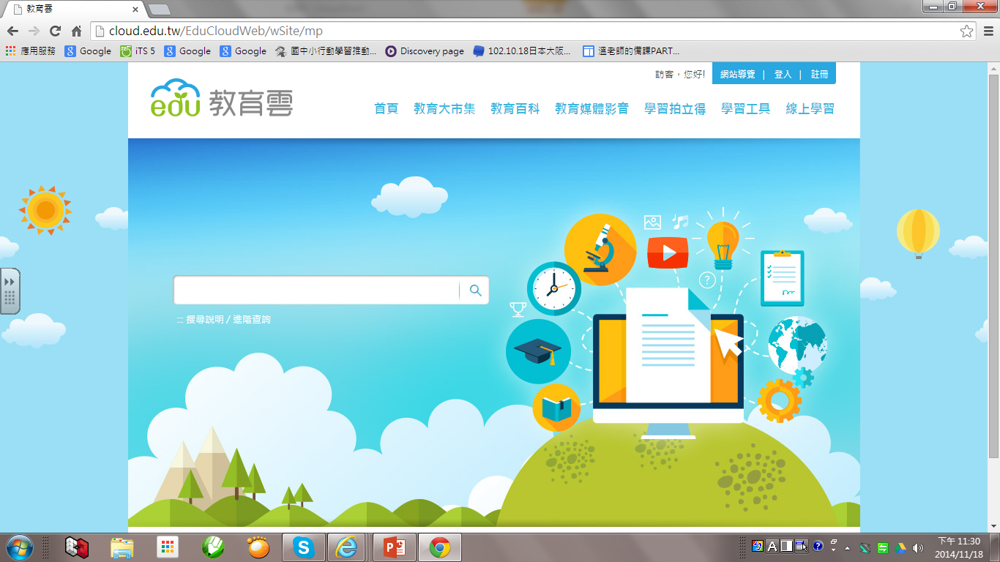 教育雲
cloud.edu.tw/EduCloudWeb/wSite/mp
應用服務 Google iTS 5 Google Google 國中小行動學習推動... Discovery page 102.10.18日本大阪... 溫老師的備課PART...
訪客，您好! 網站導覽 | 登入 | 註冊
edu 教育雲
首頁 教育大市集 教育百科 教育媒體影音 學習拍立得 學習工具 線上學習
?
::: 搜尋說明 / 進階查詢
下午 11:30
2014/11/18